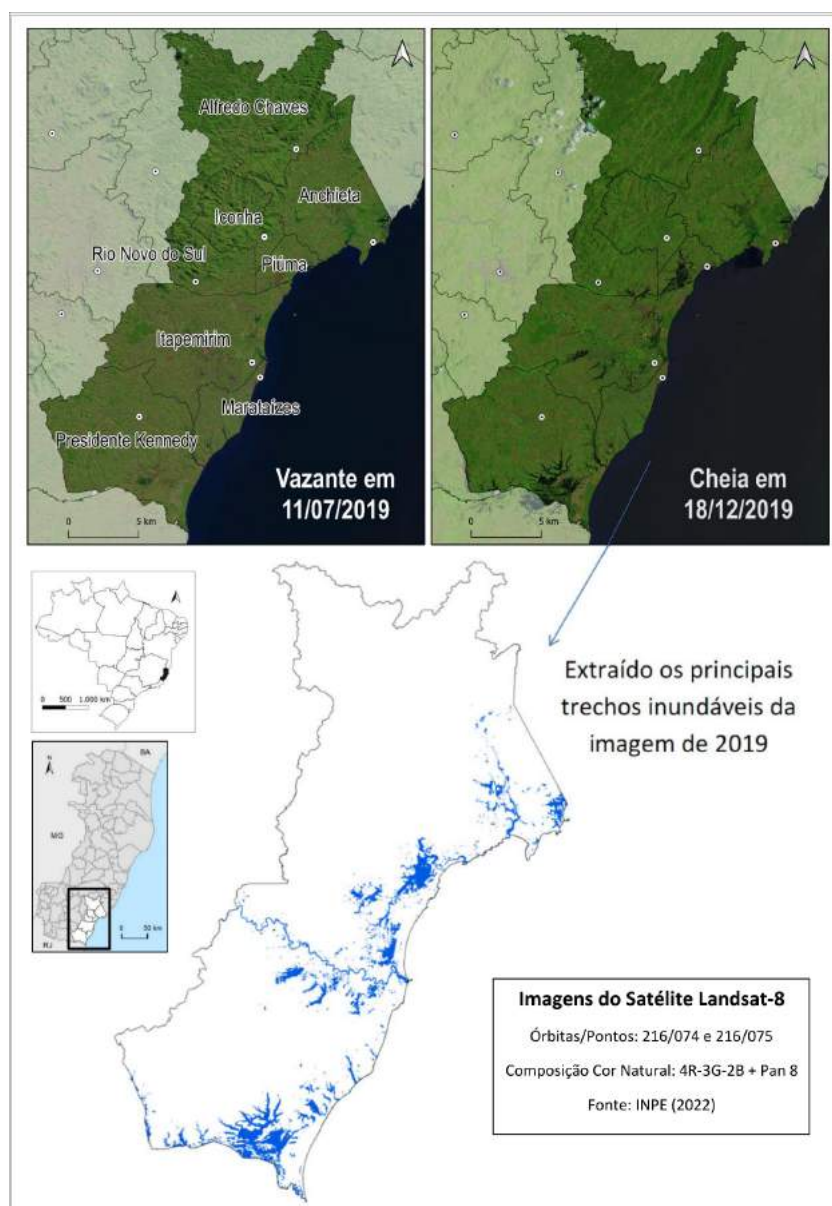 Alfredo Chaves
Anchieta
Iconha
Rio Novo do Sul
Piúma
Itapemirim
Marataízes
Presidente Kennedy
Vazante em
11/07/2019
0 5 km
Cheia em
18/12/2019
0 5 km
0 500 1.000 km
Extraído os principais
trechos inundáveis da
imagem de 2019
N
BA
MG
RJ
0 50 km
Imagens do Satélite Landsat-8
Órbitas/Pontos: 216/074 e 216/075
Composição Cor Natural: 4R-3G-2B + Pan 8
Fonte: INPE (2022)